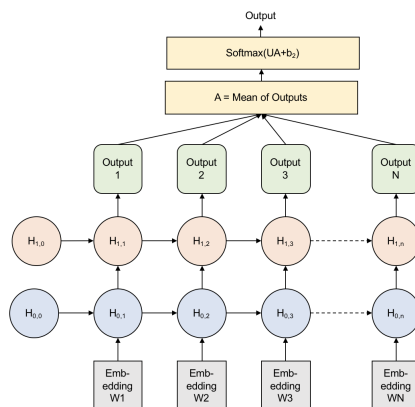 Output
Softmax(UA+b₂)
A = Mean of Outputs
Output 1
Output 2
Output 3
Output N
H₁,₀
H₁,₁
H₁,₂
H₁,₃
H₁,ₙ
H₀,₀
H₀,₁
H₀,₂
H₀,₃
H₀,ₙ
Emb-
edding
W1
Emb-
edding
W2
Emb-
edding
W3
Emb-
edding
WN